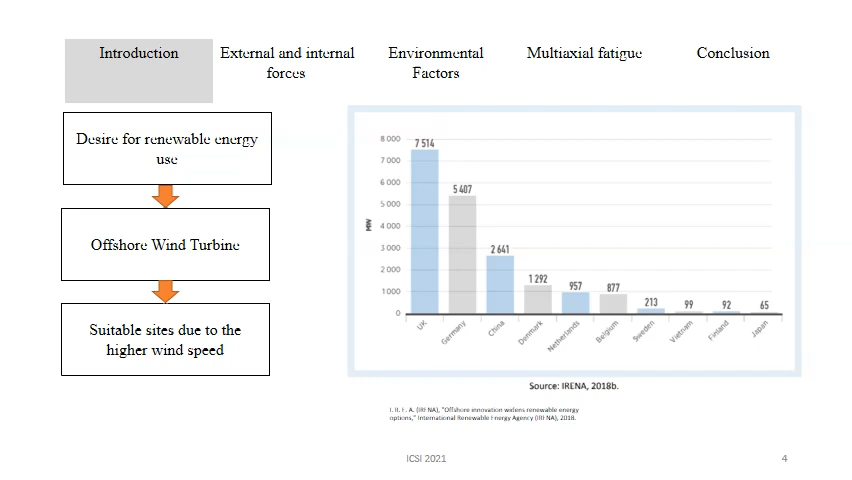 Introduction
External and internal
forces
Environmental
Factors
Multiaxial fatigue
Conclusion
Desire for renewable energy
use
Offshore Wind Turbine
Suitable sites due to the
higher wind speed
MW
8 000
7 000
6 000
5 000
4 000
3 000
2 000
1 000
0
7 514
5 407
2 641
1 292
957
877
213
99
92
65
UK
Germany
China
Denmark
Netherlands
Belgium
Sweden
Vietnam
Finland
Japan
Source: IRENA, 2018b.
I. R. E. A. (IRENA), "Offshore innovation widens renewable energy
options," International Renewable Energy Agency (IRENA), 2018.
ICSI 2021
4